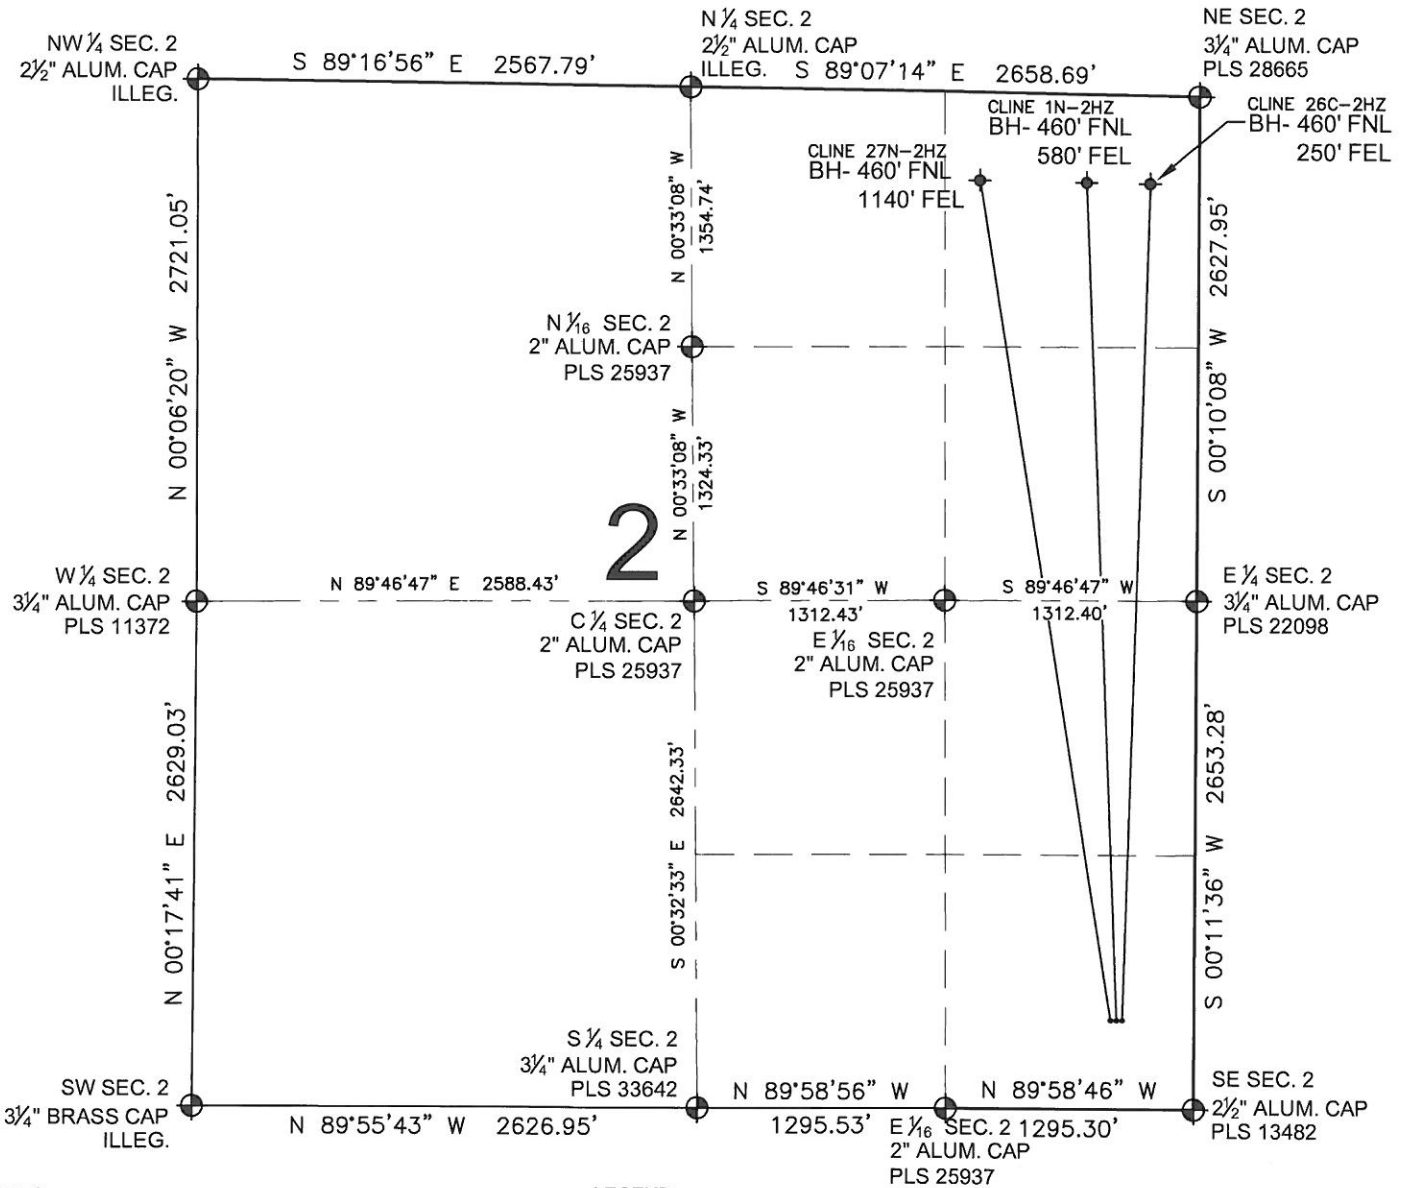 NW ¼ SEC. 2
2½" ALUM. CAP
ILLEG.
S 89°16'56" E 2567.79'
N ¼ SEC. 2
2½" ALUM. CAP
ILLEG.
S 89°07'14" E 2658.69'
NE SEC. 2
3¼" ALUM. CAP
PLS 28665
CLINE 27N-2HZ
BH- 460' FNL
1140' FEL
CLINE 1N-2HZ
BH- 460' FNL
580' FEL
CLINE 26C-2HZ
BH- 460' FNL
250' FEL
N 00°06'20" W 2721.05'
N 00°33'08" W
1354.74'
S 00°10'08" W 2627.95'
N 1/16 SEC. 2
2" ALUM. CAP
PLS 25937
N 00°33'08" W
1324.33'
2
W ¼ SEC. 2
3¼" ALUM. CAP
PLS 11372
N 89°46'47" E 2588.43'
C ¼ SEC. 2
2" ALUM. CAP
PLS 25937
S 89°46'31" W
1312.43'
E 1/16 SEC. 2
2" ALUM. CAP
PLS 25937
S 89°46'47" W
1312.40'
E ¼ SEC. 2
3¼" ALUM. CAP
PLS 22098
N 00°17'41" E 2629.03'
S 00°32'33" E 2642.33'
S 00°11'36" W 2653.28'
SW SEC. 2
3¼" BRASS CAP
ILLEG.
N 89°55'43" W 2626.95'
S ¼ SEC. 2
3¼" ALUM. CAP
PLS 33642
N 89°58'56" W
1295.53'
E 1/16 SEC. 2
2" ALUM. CAP
PLS 25937
N 89°58'46" W
1295.30'
SE SEC. 2
2½" ALUM. CAP
PLS 13482